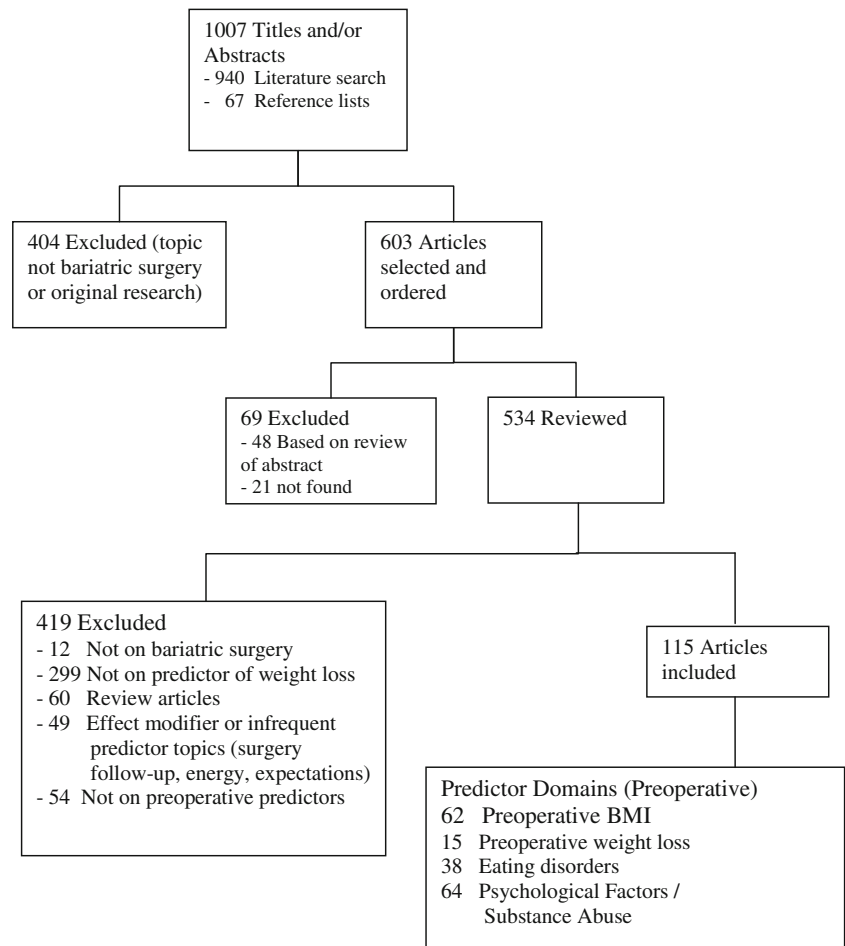 1007 Titles and/or
Abstracts
- 940 Literature search
- 67 Reference lists
404 Excluded (topic
not bariatric surgery
or original research)
603 Articles
selected and
ordered
69 Excluded
- 48 Based on review
of abstract
- 21 not found
534 Reviewed
419 Excluded
- 12 Not on bariatric surgery
- 299 Not on predictor of weight loss
- 60 Review articles
- 49 Effect modifier or infrequent
predictor topics (surgery
follow-up, energy, expectations)
- 54 Not on preoperative predictors
115 Articles
included
Predictor Domains (Preoperative)
62 Preoperative BMI
15 Preoperative weight loss
38 Eating disorders
64 Psychological Factors /
Substance Abuse